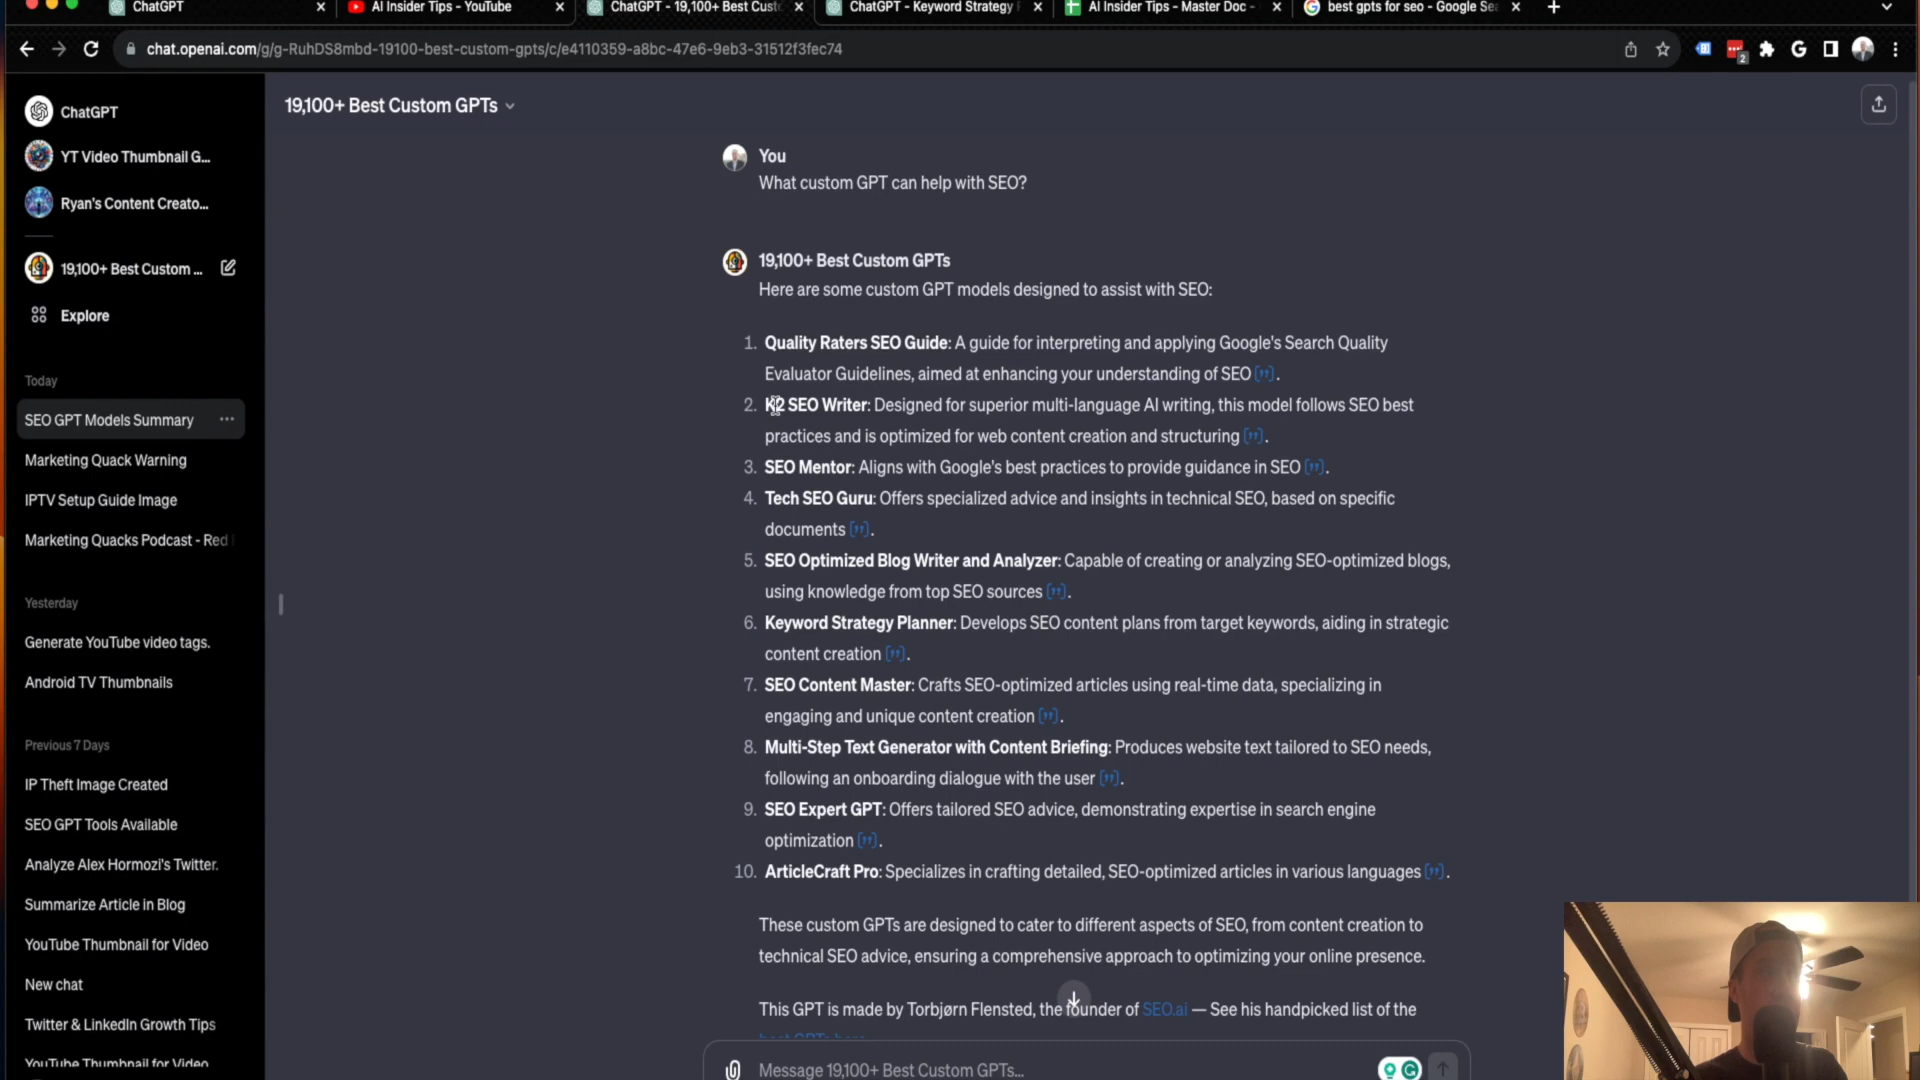 ChatGPT
AI Insider Tips - YouTube
ChatGPT - 19,100+ Best Cust
ChatGPT - Keyword Strategy
AI Insider Tips - Master Doc -
best gpts for seo - Google Se
chat.openai.com/g/g-RuhDS8mbd-19100-best-custom-gpts/c/e4110359-a8bc-47e6-9eb3-31512f3fec74
2
ChatGPT
YT Video Thumbnail G...
Ryan's Content Creato...
19,100+ Best Custom ...
Explore
Today
SEO GPT Models Summary
Marketing Quack Warning
IPTV Setup Guide Image
Marketing Quacks Podcast - Red
Yesterday
Generate YouTube video tags.
Android TV Thumbnails
Previous 7 Days
IP Theft Image Created
SEO GPT Tools Available
Analyze Alex Hormozi's Twitter.
Summarize Article in Blog
YouTube Thumbnail for Video
New chat
Twitter & LinkedIn Growth Tips
YouTube Thumbnail for Video
19,100+ Best Custom GPTs
You
What custom GPT can help with SEO?
19,100+ Best Custom GPTs
Here are some custom GPT models designed to assist with SEO:
1. Quality Raters SEO Guide: A guide for interpreting and applying Google's Search Quality
Evaluator Guidelines, aimed at enhancing your understanding of SEO ["].
2. K2 SEO Writer: Designed for superior multi-language AI writing, this model follows SEO best
practices and is optimized for web content creation and structuring ["].
3. SEO Mentor: Aligns with Google's best practices to provide guidance in SEO ["].
4. Tech SEO Guru: Offers specialized advice and insights in technical SEO, based on specific
documents ["].
5. SEO Optimized Blog Writer and Analyzer: Capable of creating or analyzing SEO-optimized blogs,
using knowledge from top SEO sources ["].
6. Keyword Strategy Planner: Develops SEO content plans from target keywords, aiding in strategic
content creation ["].
7. SEO Content Master: Crafts SEO-optimized articles using real-time data, specializing in
engaging and unique content creation ["].
8. Multi-Step Text Generator with Content Briefing: Produces website text tailored to SEO needs,
following an onboarding dialogue with the user ["].
9. SEO Expert GPT: Offers tailored SEO advice, demonstrating expertise in search engine
optimization ["].
10. ArticleCraft Pro: Specializes in crafting detailed, SEO-optimized articles in various languages ["].
These custom GPTs are designed to cater to different aspects of SEO, from content creation to
technical SEO advice, ensuring a comprehensive approach to optimizing your online presence.
This GPT is made by Torbjørn Flensted, the founder of SEO.ai — See his handpicked list of the
best GPTs here
Message 19,100+ Best Custom GPTs...